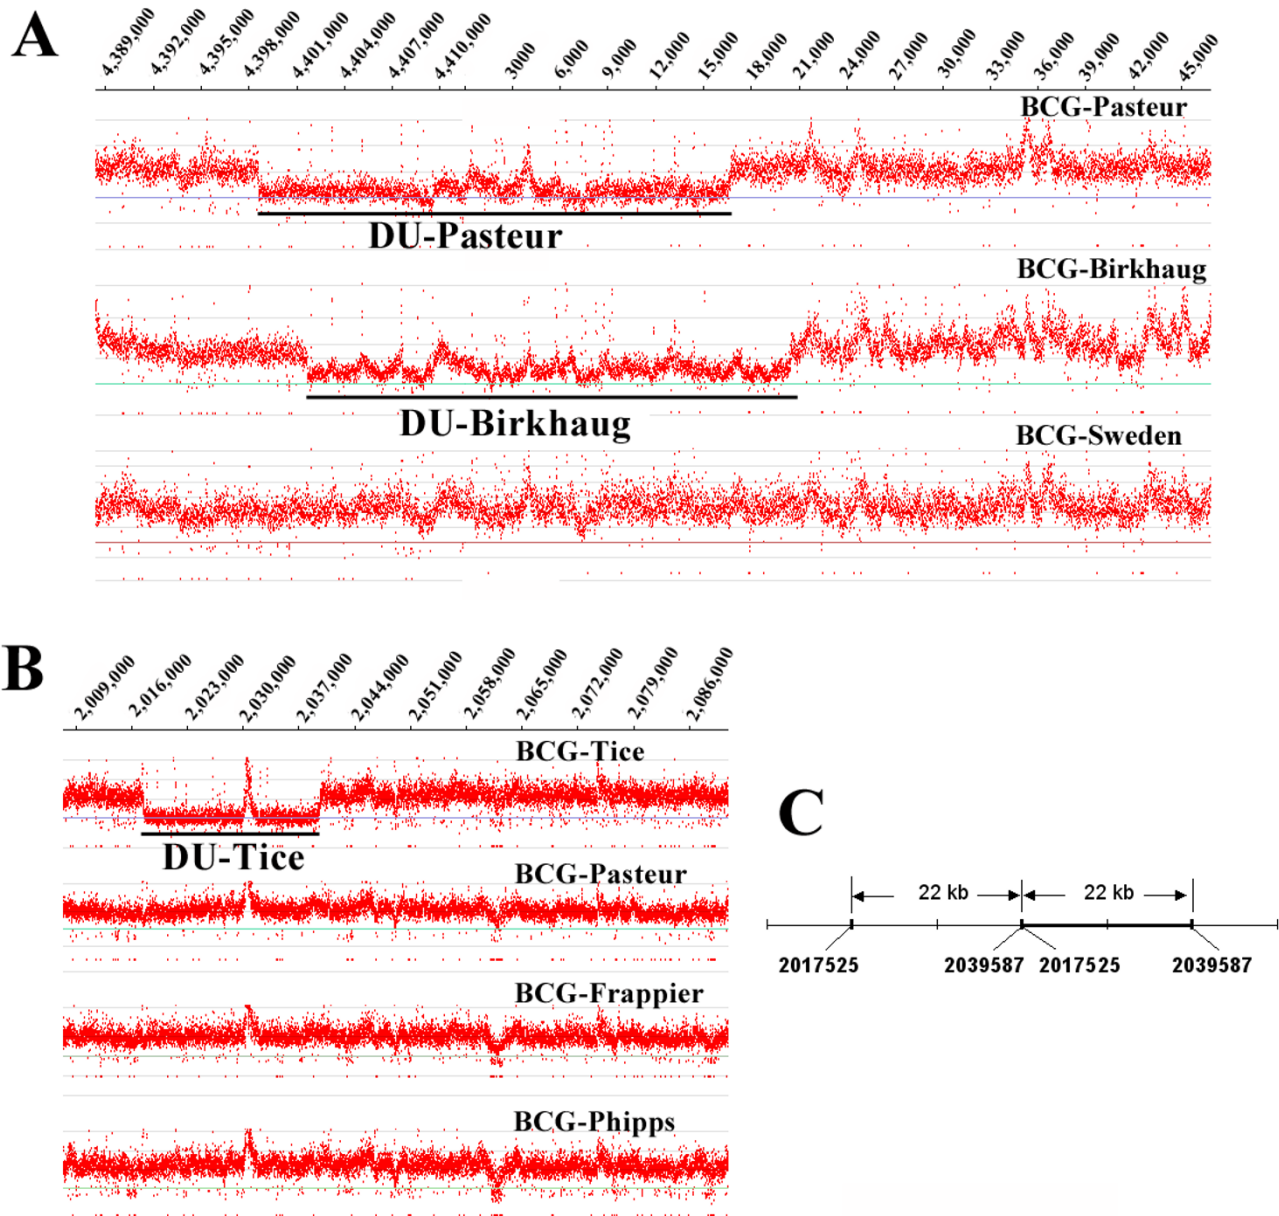 A
4,389,000 4,392,000 4,395,000 4,398,000 4,401,000 4,404,000 4,407,000 4,410,000 3000 6,000 9,000 12,000 15,000 18,000 21,000 24,000 27,000 30,000 33,000 36,000 39,000 42,000 45,000
BCG-Pasteur
DU-Pasteur
BCG-Birkhaug
DU-Birkhaug
BCG-Sweden
B
2,009,000 2,016,000 2,023,000 2,030,000 2,037,000 2,044,000 2,051,000 2,058,000 2,065,000 2,072,000 2,079,000 2,086,000
BCG-Tice
DU-Tice
BCG-Pasteur
BCG-Frappier
BCG-Phipps
C
22 kb 22 kb
2017525 2039587 2017525 2039587